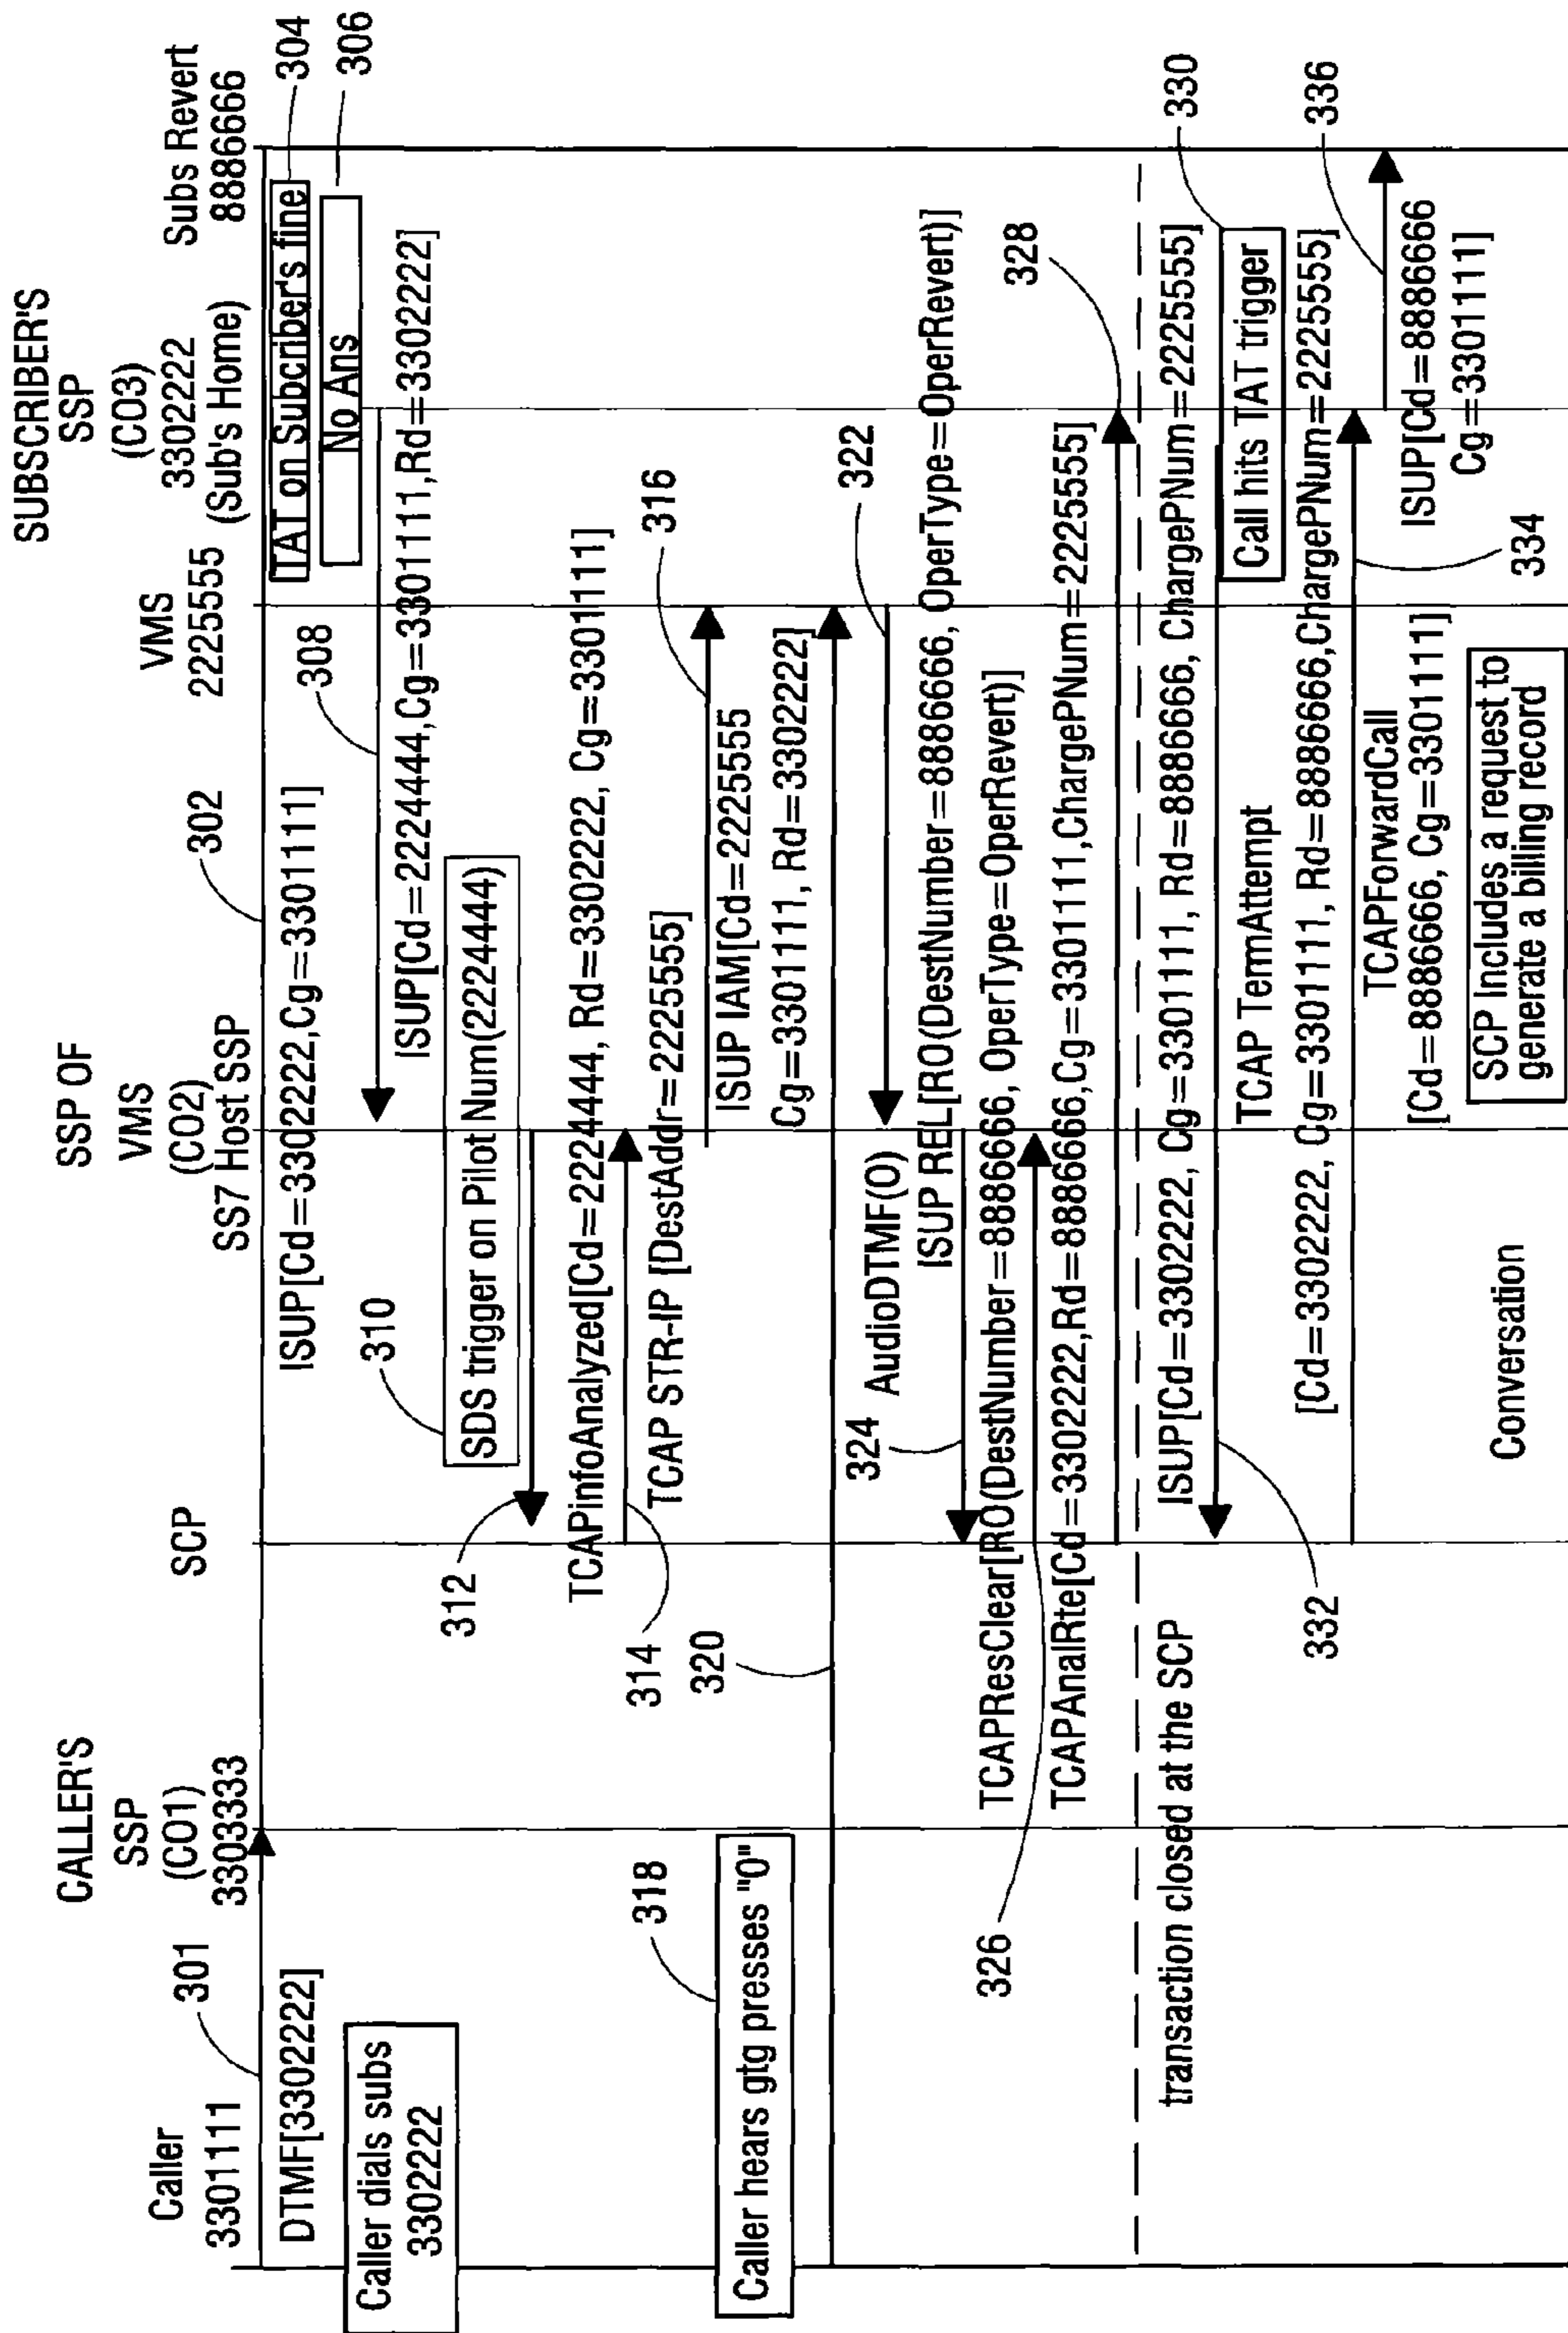 Caller
3301111
CALLER'S
SSP
(CO1)
3303333
SCP
SSP OF
VMS
(CO2)
SS7 Host SSP
VMS
2225555
SUBSCRIBER'S
SSP
(CO3)
3302222
(Sub's Home)
Subs Revert
8886666
301
DTMF[3302222]
Caller dials subs
3302222
302
ISUP[Cd=3302222,Cg=3301111]
TAT on Subcriber's fine
304
No Ans
306
308
ISUP[Cd=2224444,Cg=3301111,Rd=3302222]
310
SDS trigger on Pilot Num(2224444)
312
TCAPinfoAnalyzed[Cd=2224444, Rd=3302222, Cg=3301111]
314
TCAP STR-IP [DestAddr=2225555]
316
ISUP IAM[Cd=2225555
Cg=3301111, Rd=3302222]
318
Caller hears gtg presses "0"
320
AudioDTMF(O)
322
ISUP REL[RO(DestNumber=8886666, OperType=OperRevert)]
324
TCAPResClear[RO(DestNumber=8886666, OperType=OperRevert)]
326
TCAPAnalRte[Cd=3302222,Rd=8886666,Cg=3301111,ChargePNum=2225555]
328
transaction closed at the SCP
ISUP[Cd=3302222, Cg=3301111, Rd=8886666, ChargePNum=2225555]
330
Call hits TAT trigger
332
TCAP TermAttempt
[Cd=3302222, Cg=3301111, Rd=8886666,ChargePNum=2225555]
334
TCAPForwardCall
[Cd=8886666, Cg=3301111]
336
ISUP[Cd=8886666
Cg=3301111]
SCP Includes a request to
generate a billing record
Conversation